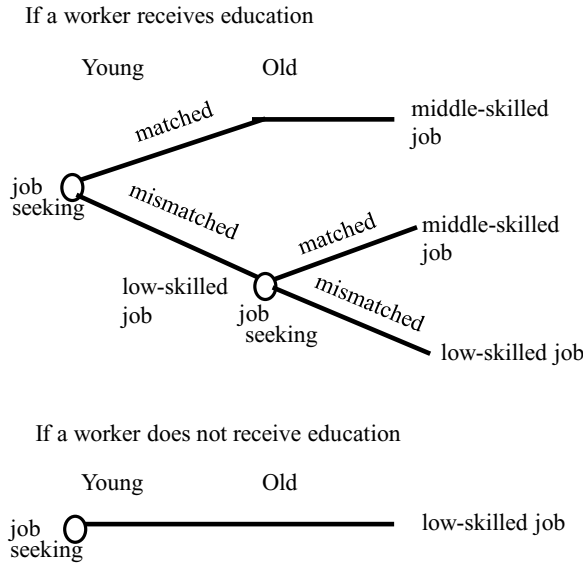 If a worker receives education
Young
Old
matched
middle-skilled
job
job
seeking
mismatched
matched
middle-skilled
job
low-skilled
job
job
seeking
mismatched
low-skilled job
If a worker does not receive education
Young
Old
job
seeking
low-skilled job